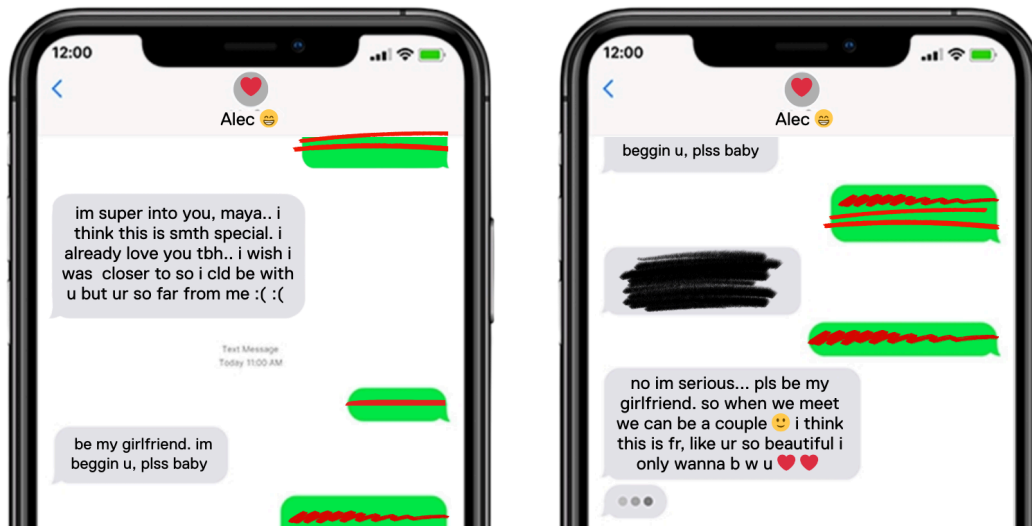 12:00
Alec
im super into you, maya.. i
think this is smth special. i
already love you tbh.. i wish i
was closer to so i cld be with
u but ur so far from me :( :(
Text Message
Today 11:00 AM
be my girlfriend. im
beggin u, plss baby
12:00
Alec
beggin u, plss baby
no im serious... pls be my
girlfriend. so when we meet
we can be a couple 🙂 i think
this is fr, like ur so beautiful i
only wanna b w u ❤️ ❤️